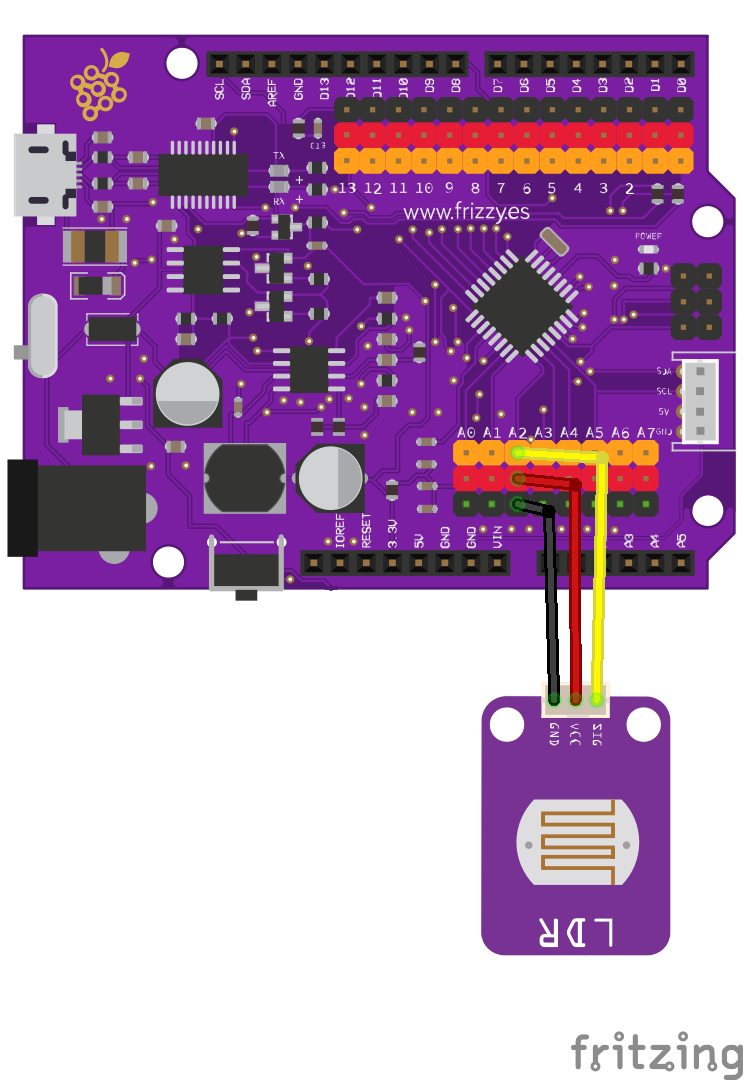 SCL SDA AREF GND D13 D12 D11 D10 D9 D8 D7 D6 D5 D4 D3 D2 D1 D0
TX
RX
+
+
13 12 11 10 9 8 7 6 5 4 3 2
www.frizzy.es
POWER
SDA
SCL
5V
GND
A0 A1 A2 A3 A4 A5 A6 A7
IOREF RESET 3.3V 5V GND GND VIN A3 A4 A5
GND VCC SIG
LDR
fritzing